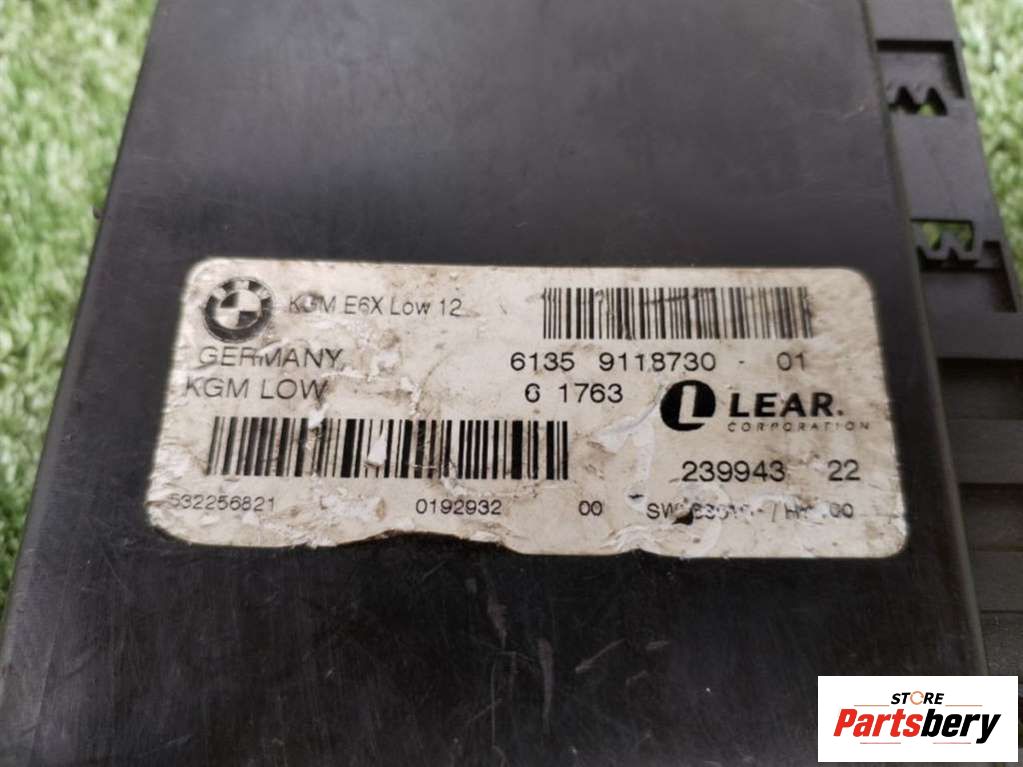 KGM E6X Low 12
GERMANY 6135 9118730 - 01
KGM LOW 6 1763 LEAR.
CORPORATION
239943 22
532256821 0192932 00
STORE
Partsbery